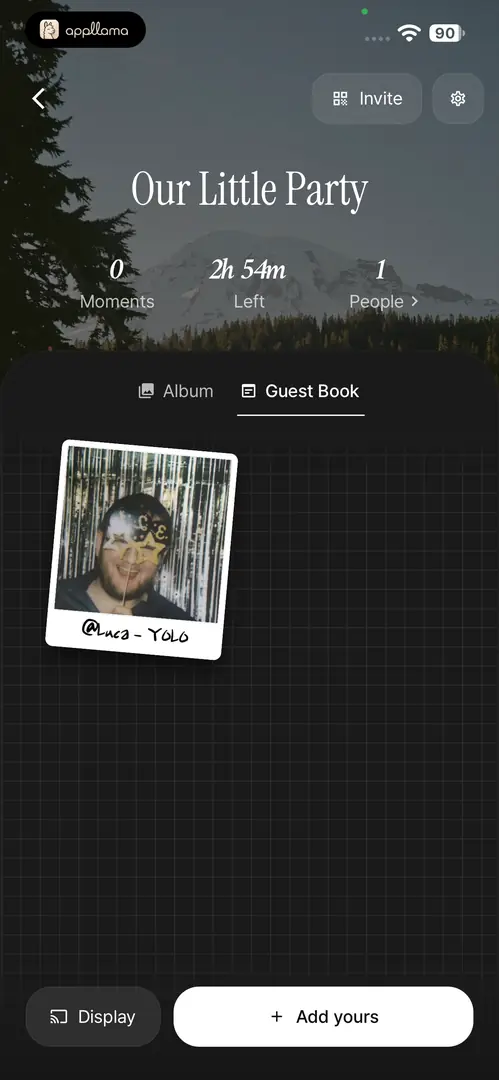 appllama
90
Invite
Our Little Party
0
2h 54m
1
Moments
Left
People
Album
Guest Book
@Luca - YOLO
Display
+ Add yours